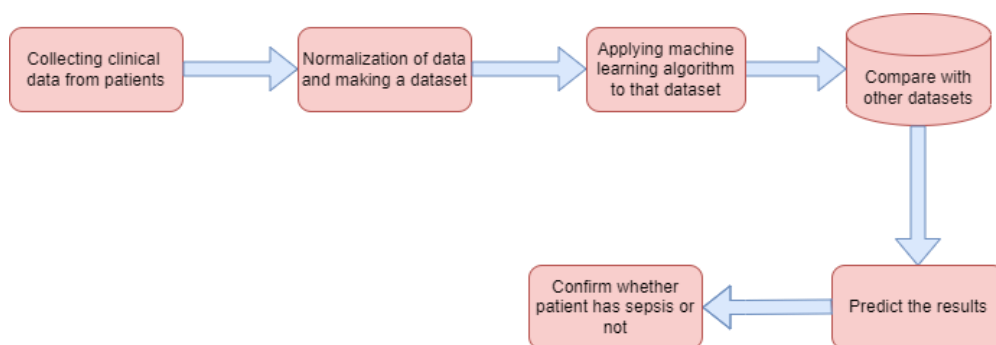 Collecting clinical
data from patients
Normalization of data
and making a dataset
Applying machine
learning algorithm
to that dataset
Compare with
other datasets
Predict the results
Confirm whether
patient has sepsis or
not